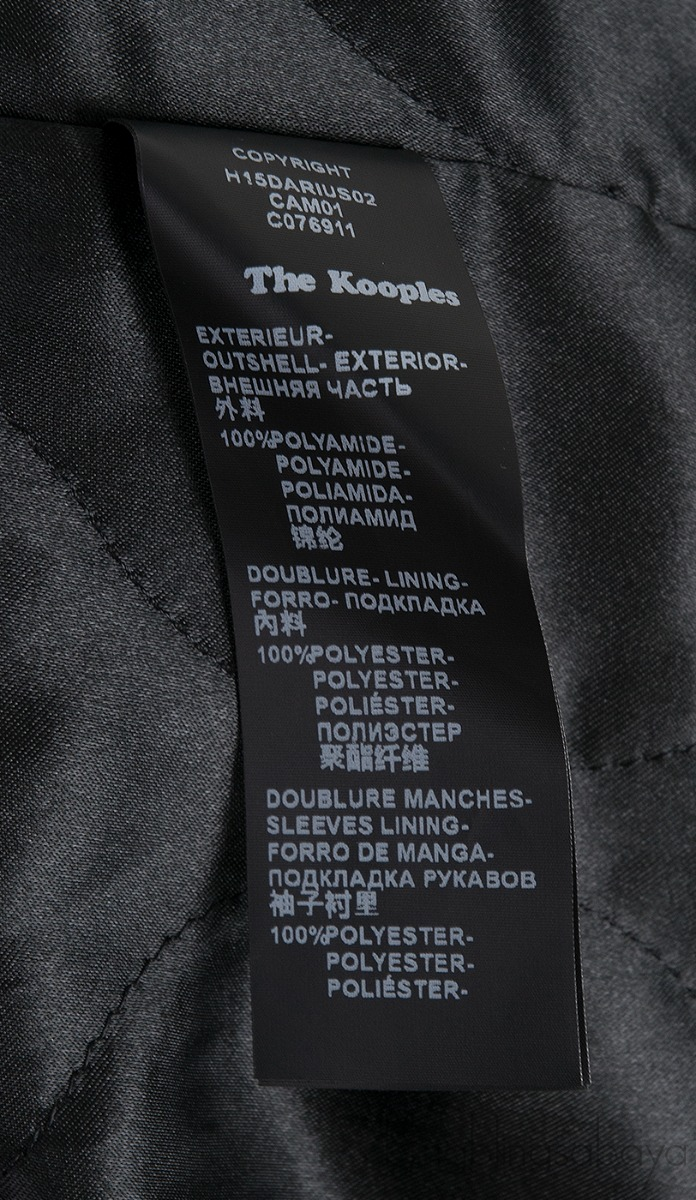 COPYRIGHT
H15DARIUS02
CAM01
C076911
The Kooples
EXTERIEUR-
OUTSHELL- EXTERIOR-
ВНЕШНЯЯ ЧАСТЬ
外料
100%POLYAMIDE-
POLYAMIDE-
POLIAMIDA-
ПОЛИАМИД
锦纶
DOUBLURE- LINING-
FORRO- ПОДКПАДКА
内料
100%POLYESTER-
POLYESTER-
POLIÉSTER-
ПОЛИЭСТЕР
聚酯纤维
DOUBLURE MANCHES-
SLEEVES LINING-
FORRO DE MANGA-
ПОДКЛАДКА РУКАВОВ
袖子衬里
100%POLYESTER-
POLYESTER-
POLIÉSTER-